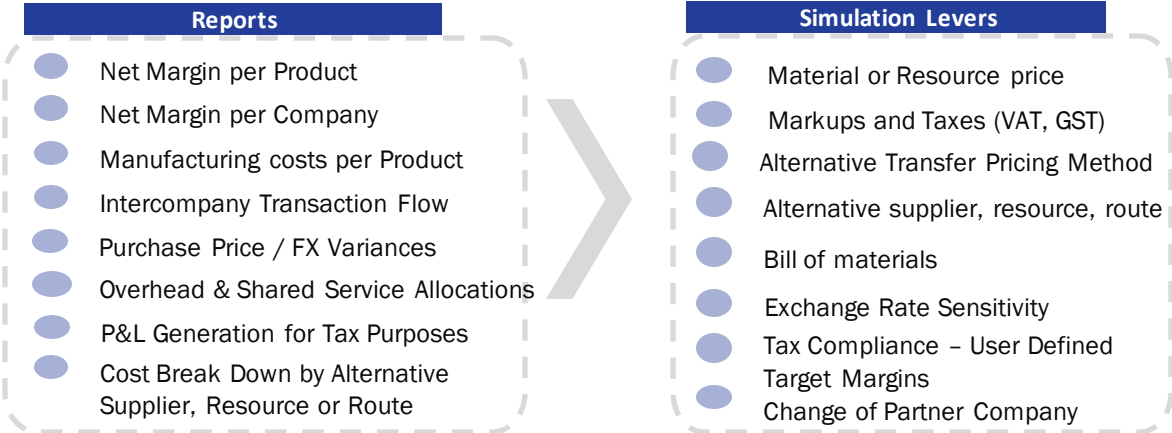 Reports
Net Margin per Product
Net Margin per Company
Manufacturing costs per Product
Intercompany Transaction Flow
Purchase Price / FX Variances
Overhead & Shared Service Allocations
P&L Generation for Tax Purposes
Cost Break Down by Alternative
Supplier, Resource or Route
Simulation Levers
Material or Resource price
Markups and Taxes (VAT, GST)
Alternative Transfer Pricing Method
Alternative supplier, resource, route
Bill of materials
Exchange Rate Sensitivity
Tax Compliance – User Defined
Target Margins
Change of Partner Company